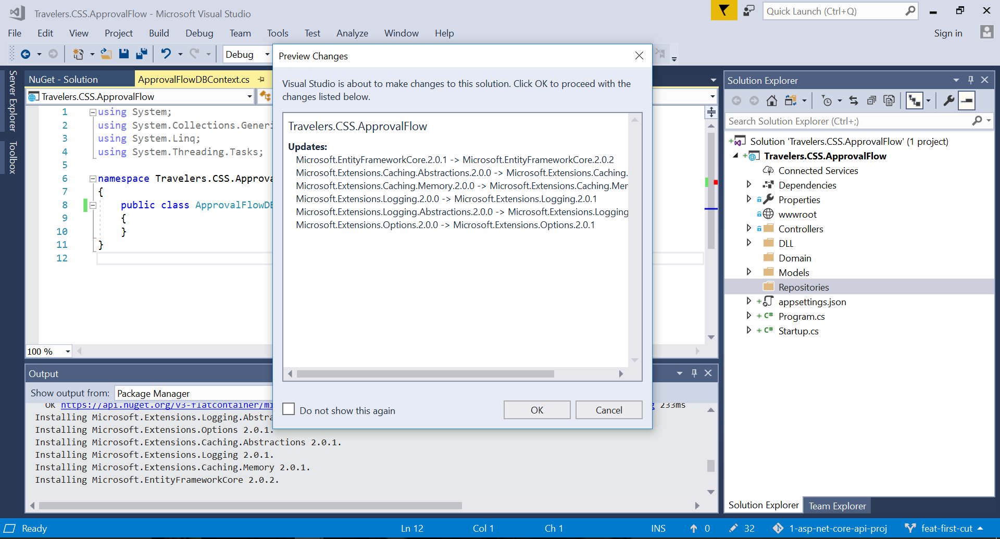 Travelers.CSS.ApprovalFlow - Microsoft Visual Studio
Quick Launch (Ctrl+Q)
File Edit View Project Build Debug Team Tools Test Analyze Window Help
Sign in
Debug
Server Explorer
Toolbox
NuGet - Solution
ApprovalFlowDBContext.cs
Travelers.CSS.ApprovalFlow
1 using System;
2 using System.Collections.Generi
3 using System.Linq;
4 using System.Threading.Tasks;
5
6 namespace Travelers.CSS.Approva
7 {
8 public class ApprovalFlowDB
9 {
10 }
11 }
12
100 %
Preview Changes
Visual Studio is about to make changes to this solution. Click OK to proceed with the
changes listed below.
Travelers.CSS.ApprovalFlow
Updates:
Microsoft.EntityFrameworkCore.2.0.1 -> Microsoft.EntityFrameworkCore.2.0.2
Microsoft.Extensions.Caching.Abstractions.2.0.0 -> Microsoft.Extensions.Caching.
Microsoft.Extensions.Caching.Memory.2.0.0 -> Microsoft.Extensions.Caching.Mer
Microsoft.Extensions.Logging.2.0.0 -> Microsoft.Extensions.Logging.2.0.1
Microsoft.Extensions.Logging.Abstractions.2.0.0 -> Microsoft.Extensions.Logging
Microsoft.Extensions.Options.2.0.0 -> Microsoft.Extensions.Options.2.0.1
Do not show this again
OK
Cancel
Output
Show output from: Package Manager
OK https://api.nuget.org/v3-flatcontainer/mi
233ms
Installing Microsoft.Extensions.Logging.Abstra
Installing Microsoft.Extensions.Options 2.0.1.
Installing Microsoft.Extensions.Caching.Abstractions 2.0.1.
Installing Microsoft.Extensions.Logging 2.0.1.
Installing Microsoft.Extensions.Caching.Memory 2.0.1.
Installing Microsoft.EntityFrameworkCore 2.0.2.
Solution Explorer
Search Solution Explorer (Ctrl+;)
Solution 'Travelers.CSS.ApprovalFlow' (1 project)
Travelers.CSS.ApprovalFlow
Connected Services
Dependencies
Properties
wwwroot
Controllers
DLL
Domain
Models
Repositories
appsettings.json
C# Program.cs
C# Startup.cs
Solution Explorer
Team Explorer
Ready
Ln 12
Col 1
Ch 1
INS
0
32
1-asp-net-core-api-proj
feat-first-cut